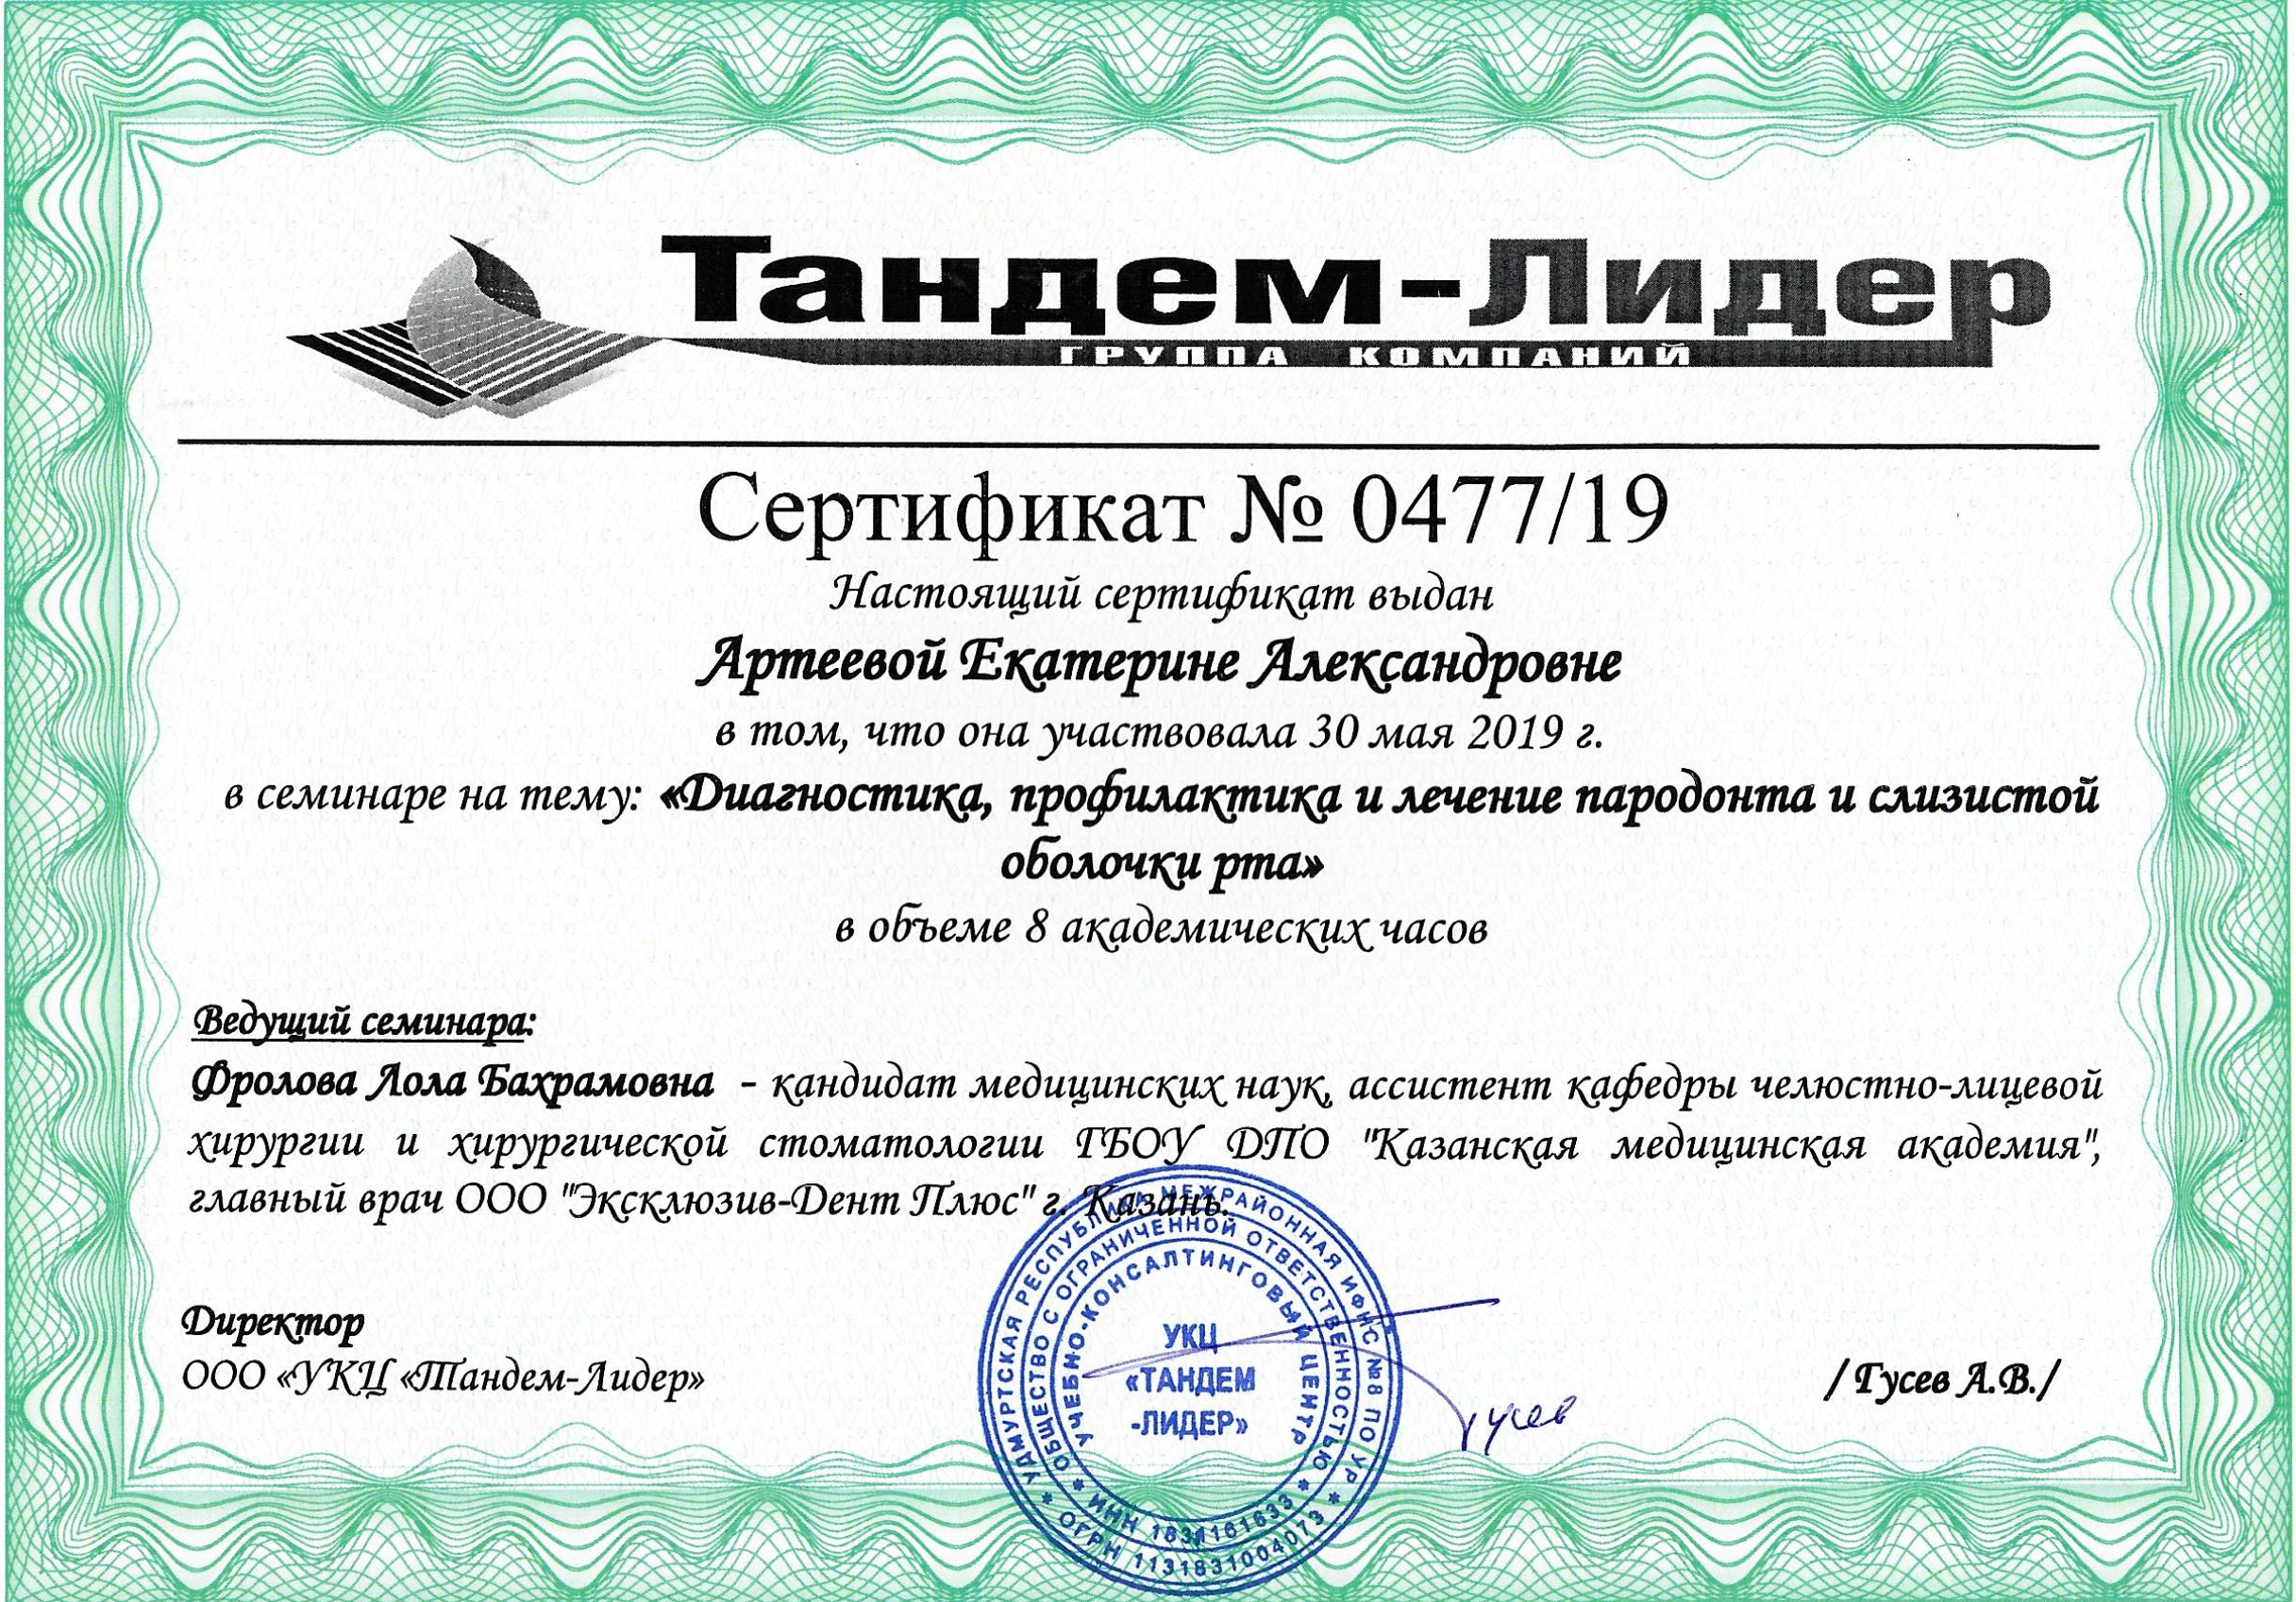 Тандем-Лидер
ГРУППА КОМПАНИЙ
Сертификат № 0477/19
Настоящий сертификат выдан
Артеевой Екатерине Александровне
в том, что она участвовала 30 мая 2019 г.
в семинаре на тему: «Диагностика, профилактика и лечение пародонта и слизистой
оболочки рта»
в объеме 8 академических часов
Ведущий семинара:
Фролова Лола Бахрамовна - кандидат медицинских наук, ассистент кафедры челюстно-лицевой
хирургии и хирургической стоматологии ГБОУ ДПО "Казанская медицинская академия",
главный врач ООО "Эксклюзив-Дент Плюс" г. Казань.
Директор
ООО «УКЦ «Тандем-Лидер»
/ Гусев А.В./
УДМУРТСКАЯ РЕСПУБЛИКА МЕЖРАЙОННАЯ ИФНС №8 ПО УР
ОБЩЕСТВО С ОГРАНИЧЕННОЙ ОТВЕТСТВЕННОСТЬЮ
УЧЕБНО-КОНСАЛТИНГОВЫЙ ЦЕНТР
УКЦ
«ТАНДЕМ
-ЛИДЕР»
ИНН 1831161633
ОГРН 1131831004073
Гусев